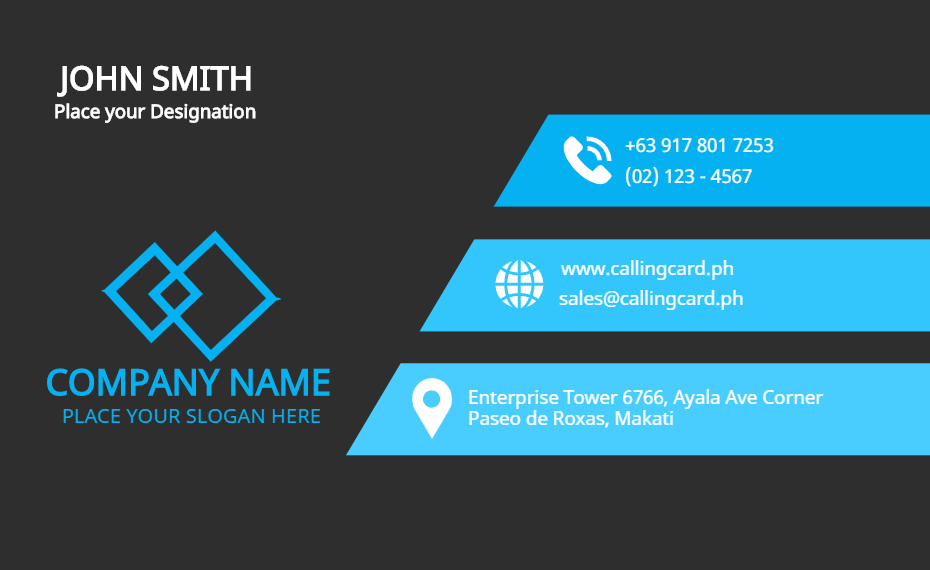 JOHN SMITH
Place your Designation
+63 917 801 7253
(02) 123 - 4567
www.callingcard.ph
sales@callingcard.ph
COMPANY NAME
PLACE YOUR SLOGAN HERE
Enterprise Tower 6766, Ayala Ave Corner
Paseo de Roxas, Makati